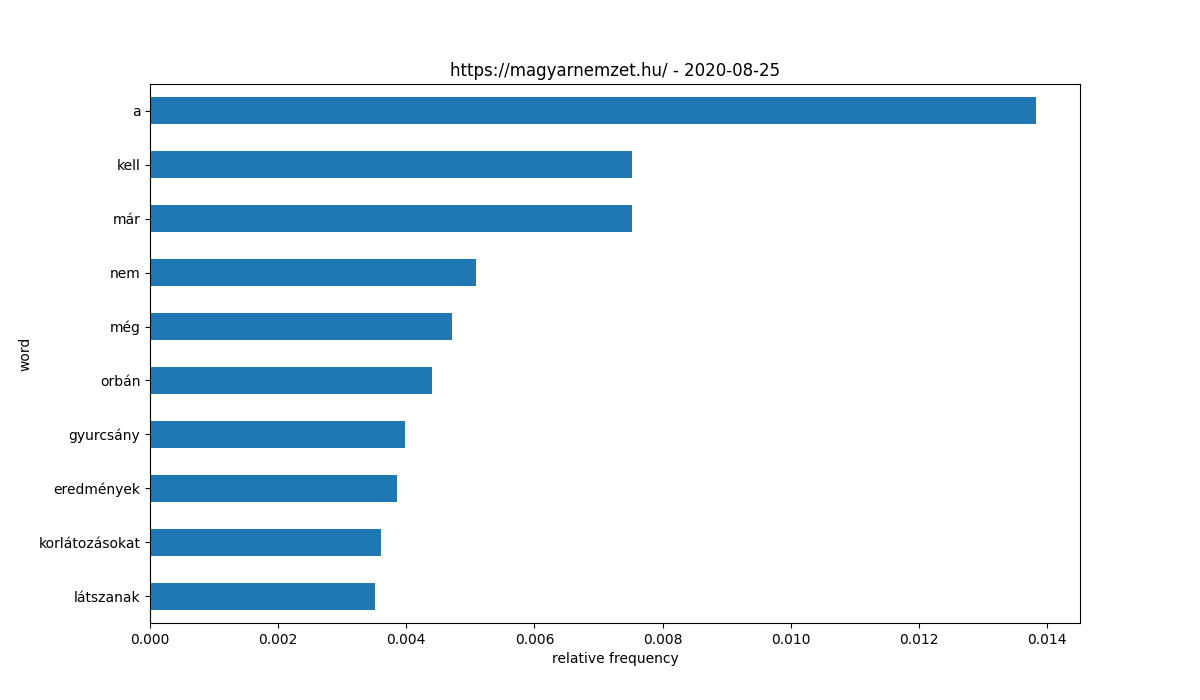 https://magyarnemzet.hu/ - 2020-08-25
a
kell
már
nem
még
orbán
gyurcsány
eredmények
korlátozásokat
látszanak
word
0.000 0.002 0.004 0.006 0.008 0.010 0.012 0.014
relative frequency